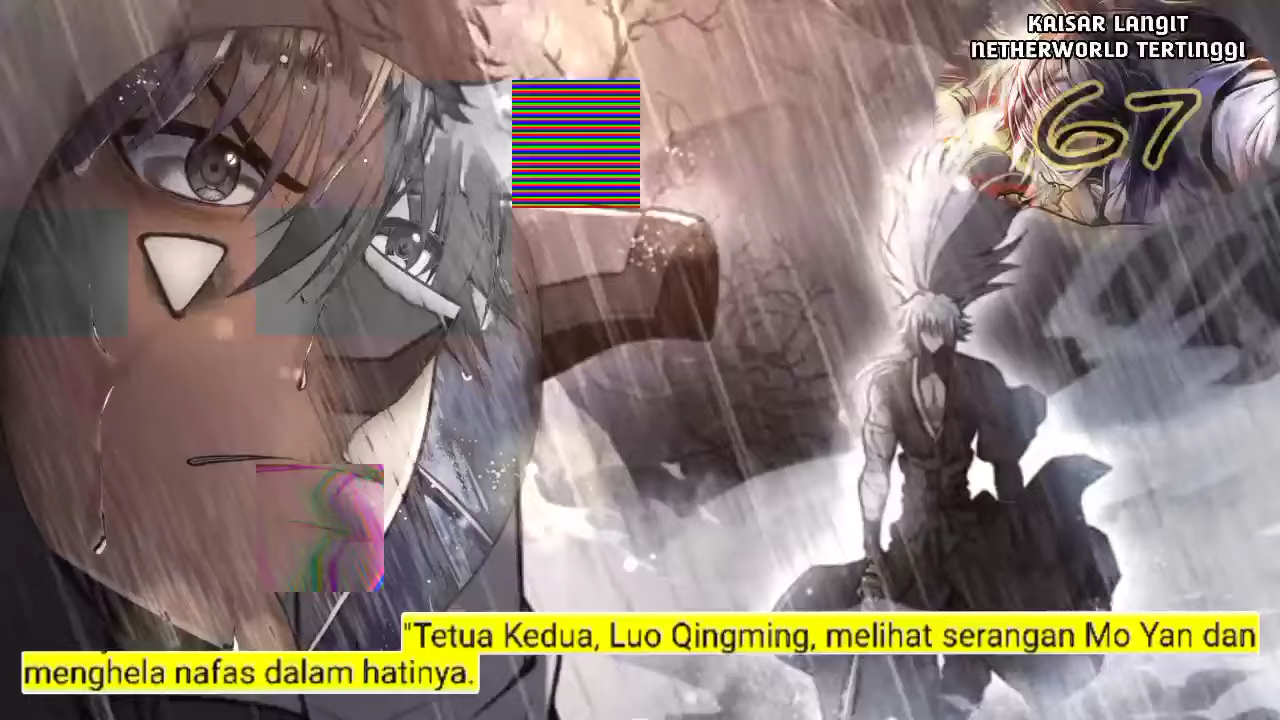 KAISAR LANGIT
NETHERWORLD TERTINGGI
67
"Tetua Kedua, Luo Qingming, melihat serangan Mo Yan dan
menghela nafas dalam hatinya.